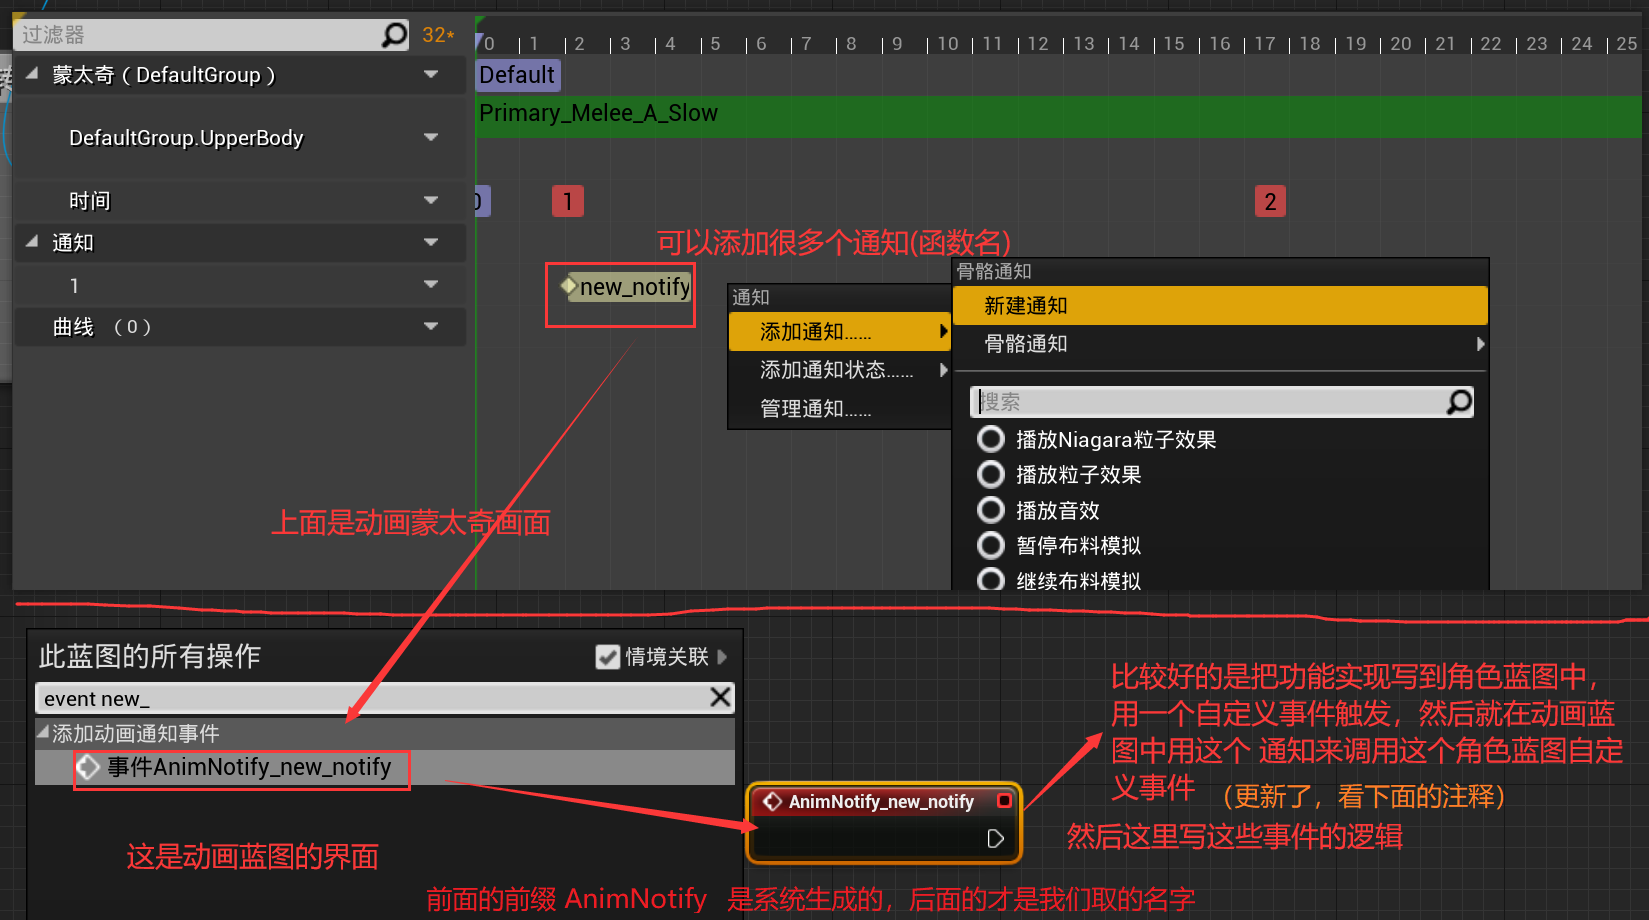 过滤器
32*
0 1 2 3 4 5 6 7 8 9 10 11 12 13 14 15 16 17 18 19 20 21 22 23 24 25
蒙太奇（DefaultGroup）
Default
Primary_Melee_A_Slow
DefaultGroup.UpperBody
时间
0
1
2
通知
可以添加很多个通知(函数名)
1
new_notify
曲线 （0）
通知
添加通知......
添加通知状态......
管理通知......
骨骼通知
新建通知
骨骼通知
搜索
播放Niagara粒子效果
播放粒子效果
播放音效
暂停布料模拟
继续布料模拟
上面是动画蒙太奇画面
此蓝图的所有操作
情境关联
event new_
添加动画通知事件
事件AnimNotify_new_notify
这是动画蓝图的界面
AnimNotify_new_notify
比较好的是把功能实现写到角色蓝图中，
用一个自定义事件触发，然后就在动画蓝
图中用这个 通知来调用这个角色蓝图自定
义事件
（更新了，看下面的注释）
然后这里写这些事件的逻辑
前面的前缀 AnimNotify 是系统生成的，后面的才是我们取的名字